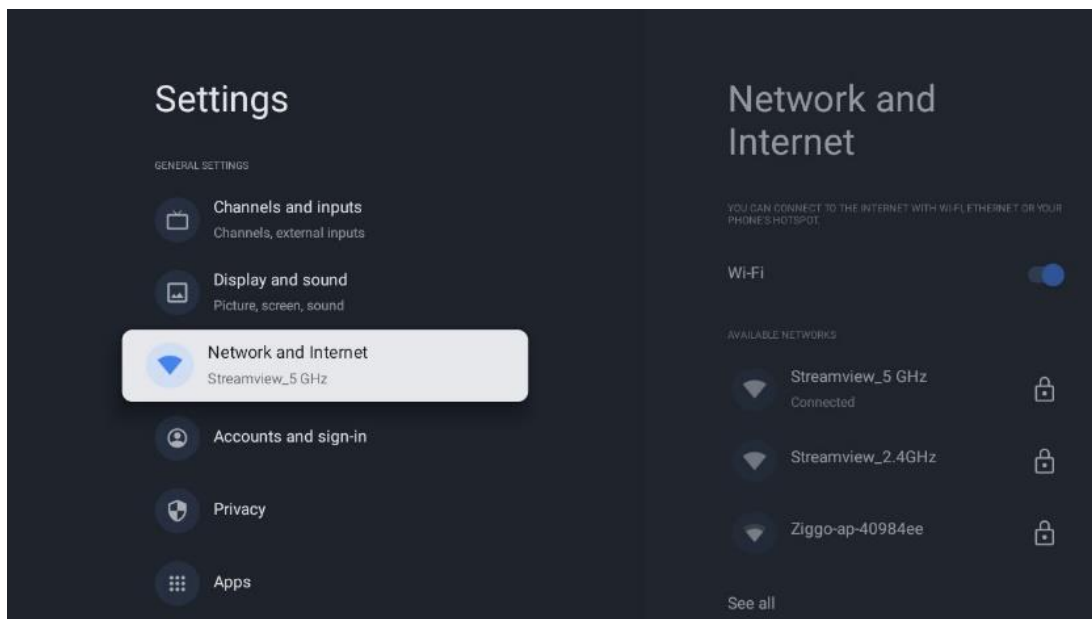 Settings
GENERAL SETTINGS
Channels and inputs
Channels, external inputs
Display and sound
Picture, screen, sound
Network and Internet
Streamview_5 GHz
Accounts and sign-in
Privacy
Apps
Network and
Internet
YOU CAN CONNECT TO THE INTERNET WITH WI-FI, ETHERNET OR YOUR
PHONE'S HOTSPOT.
Wi-Fi
AVAILABLE NETWORKS
Streamview_5 GHz
Connected
Streamview_2.4GHz
Ziggo-ap-40984ee
See all